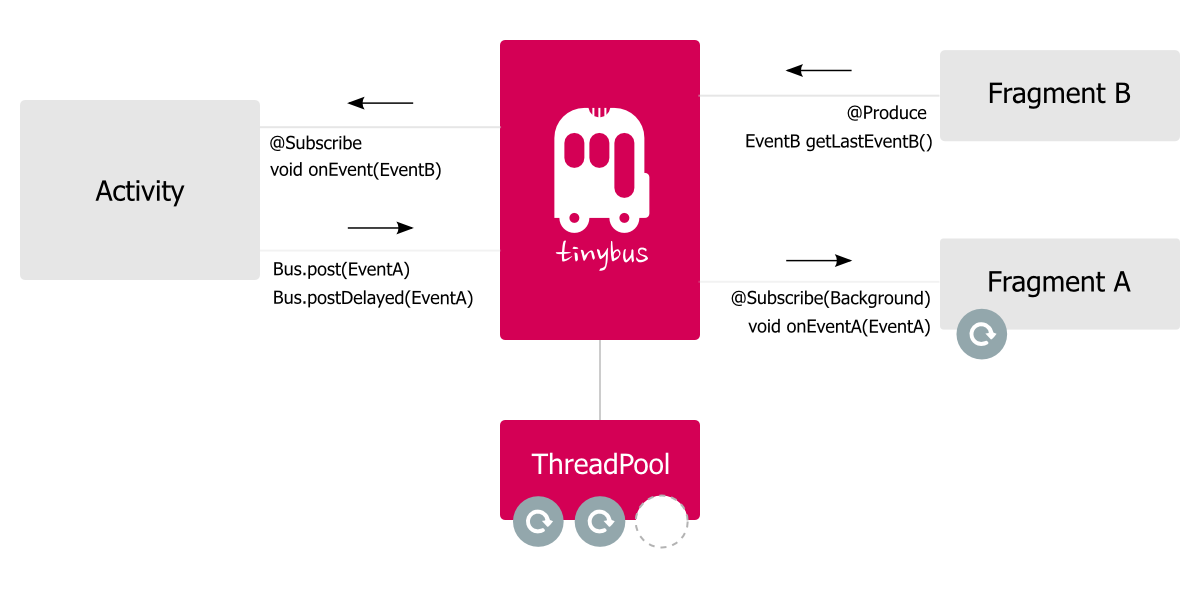 Activity
@Subscribe
void onEvent(EventB)
Bus.post(EventA)
Bus.postDelayed(EventA)
tinybus
@Produce
EventB getLastEventB()
Fragment B
@Subscribe(Background)
void onEventA(EventA)
Fragment A
ThreadPool